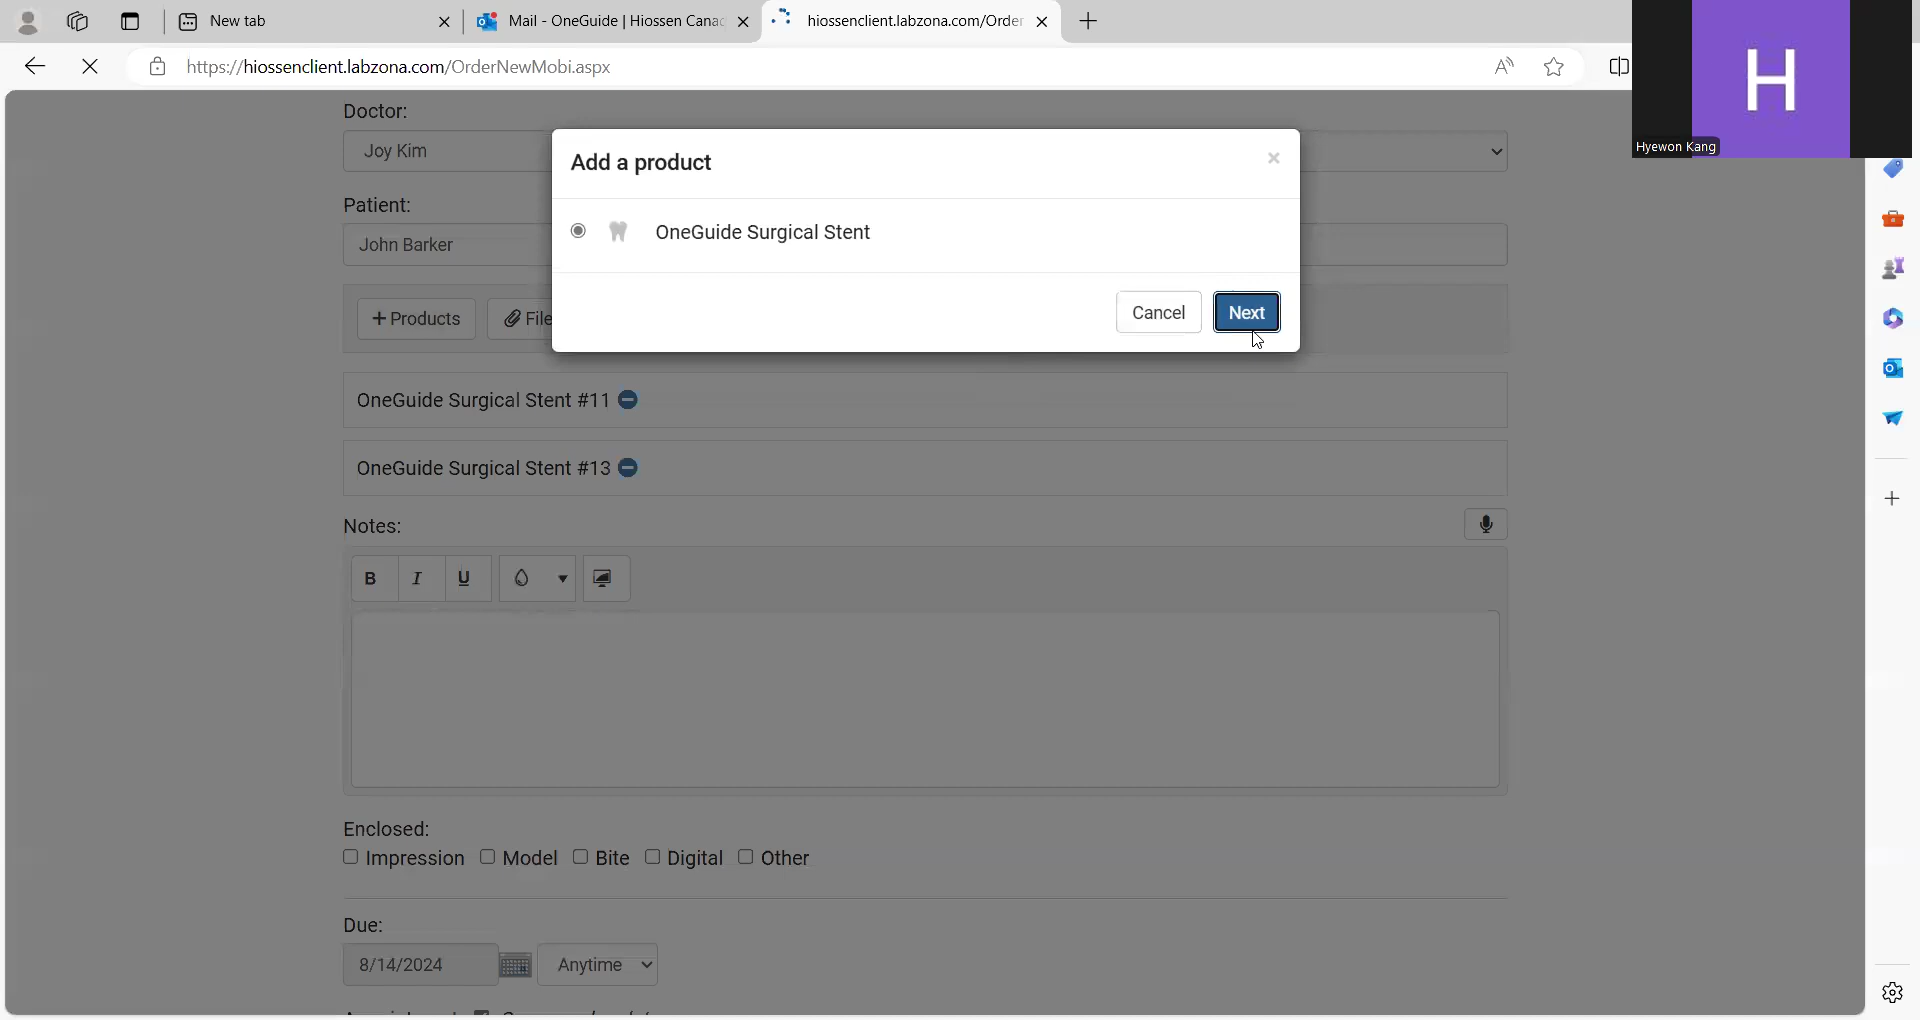 New tab
Mail - OneGuide | Hiossen Canad
hiossenclient.labzona.com/Order
https://hiossenclient.labzona.com/OrderNewMobi.aspx
H
Hyewon Kang
Doctor:
Joy Kim
Add a product
Patient:
John Barker
OneGuide Surgical Stent
Products
File
Cancel
Next
OneGuide Surgical Stent #11
OneGuide Surgical Stent #13
Notes:
B I U
Enclosed:
Impression Model Bite Digital Other
Due:
8/14/2024
Anytime